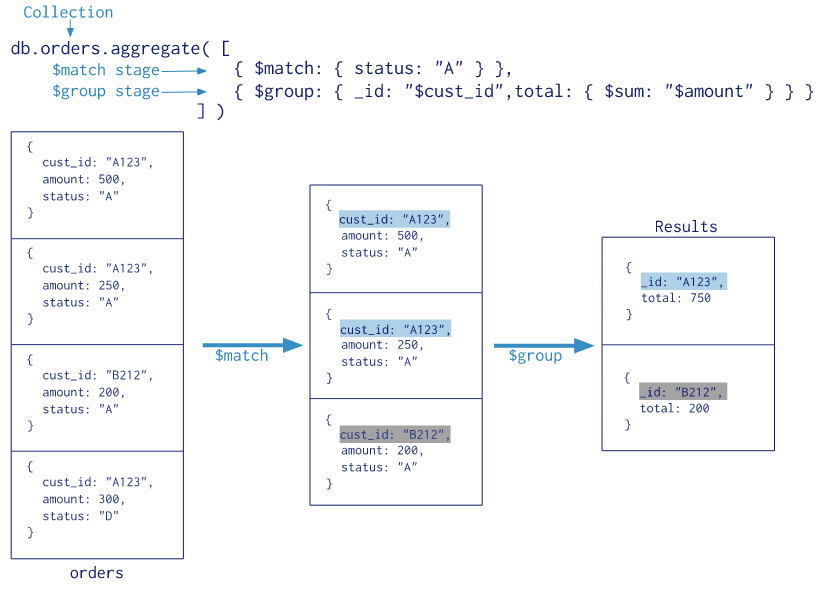 Collection
db.orders.aggregate( [
$match stage
{ $match: { status: "A" } },
$group stage
{ $group: { _id: "$cust_id",total: { $sum: "$amount" } } }
] )
{
cust_id: "A123",
amount: 500,
status: "A"
}
{
cust_id: "A123",
amount: 250,
status: "A"
}
{
cust_id: "B212",
amount: 200,
status: "A"
}
{
cust_id: "A123",
amount: 300,
status: "D"
}
orders
$match
{
cust_id: "A123",
amount: 500,
status: "A"
}
{
cust_id: "A123",
amount: 250,
status: "A"
}
{
cust_id: "B212",
amount: 200,
status: "A"
}
$group
Results
{
_id: "A123",
total: 750
}
{
_id: "B212",
total: 200
}